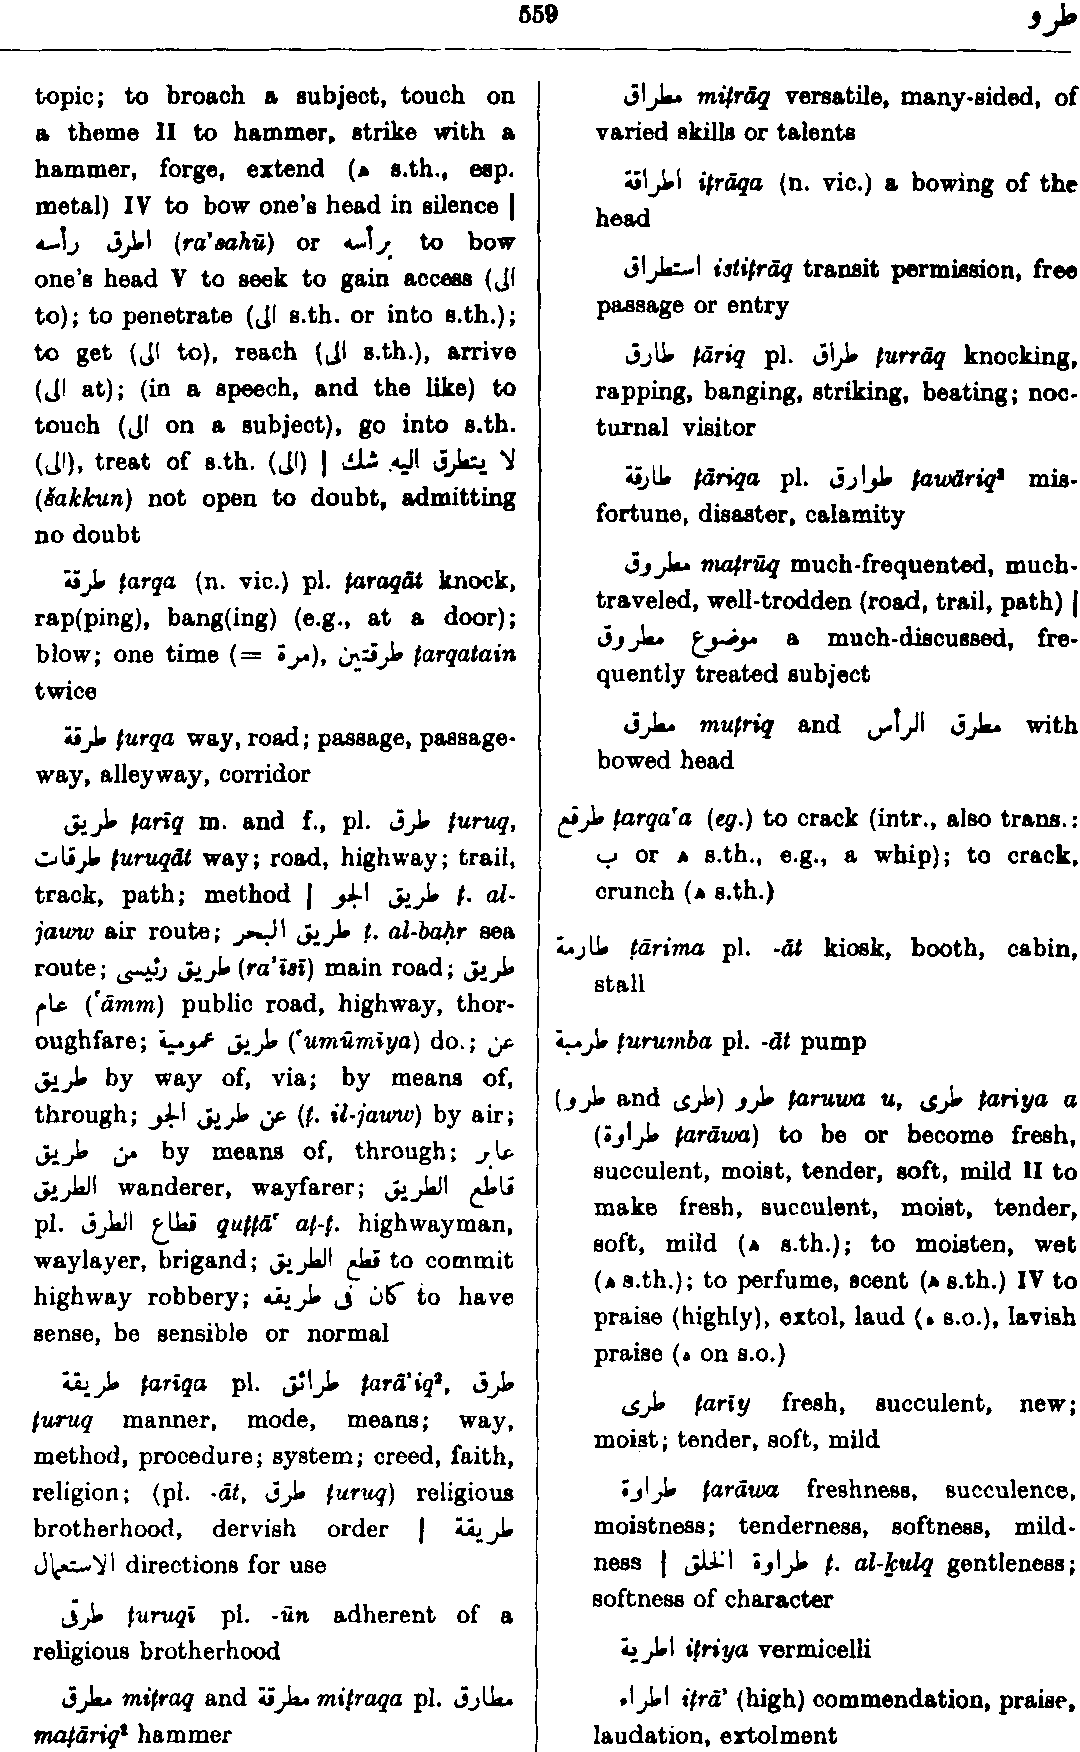 559
طرو
topic; to broach a subject, touch on
a theme II to hammer, strike with a
hammer, forge, extend (ه s.th., esp.
metal) IV to bow one's head in silence |
اطرق رأسه (ra'sahū) or برأسه to bow
one's head V to seek to gain access (الى
to); to penetrate (الى s.th. or into s.th.);
to get (الى to), reach (الى s.th.), arrive
(الى at); (in a speech, and the like) to
touch (الى on a subject), go into s.th.
(الى), treat of s.th. (الى) | لا يتطرق اليه شك
(šakkun) not open to doubt, admitting
no doubt
طرقة ṭarqa (n. vic.) pl. ṭaraqāt knock,
rap(ping), bang(ing) (e.g., at a door);
blow; one time (= مرة), طرقتين ṭarqatain
twice
طرقة ṭurqa way, road; passage, passage-
way, alleyway, corridor
طريق ṭarīq m. and f., pl. طرق ṭuruq,
طرقات ṭuruqāt way; road, highway; trail,
track, path; method | طريق الجو ṭ. al-
jaww air route; طريق البحر ṭ. al-baḥr sea
route; طريق رئيسى (ra'īsī) main road; طريق
عام (‘āmm) public road, highway, thor-
oughfare; طريق عمومية (‘umūmīya) do.; عن
طريق by way of, via; by means of,
through; عن طريق الجو (ṭ. il-jaww) by air;
من طريق by means of, through; عابر
الطريق wanderer, wayfarer; قاطع الطريق
pl. قطاع الطرق quṭṭā‘ aṭ-ṭ. highwayman,
waylayer, brigand; قطع الطريق to commit
highway robbery; كان فى طريقه to have
sense, be sensible or normal
طريقة ṭarīqa pl. طرائق ṭarā'iq², طرق
ṭuruq manner, mode, means; way,
method, procedure; system; creed, faith,
religion; (pl. -āt, طرق ṭuruq) religious
brotherhood, dervish order | طريقة
الاستعمال directions for use
طرقى ṭuruqī pl. -ūn adherent of a
religious brotherhood
مطرق miṭraq and مطرقة miṭraqa pl. مطارق
maṭāriq² hammer
مطراق miṭrāq versatile, many-sided, of
varied skills or talents
اطراقة iṭrāqa (n. vic.) a bowing of the
head
استطراق istiṭrāq transit permission, free
passage or entry
طارق ṭāriq pl. طراق ṭurrāq knocking,
rapping, banging, striking, beating; noc-
turnal visitor
طارقة ṭāriqa pl. طوارق ṭawāriq² mis-
fortune, disaster, calamity
مطروق maṭrūq much-frequented, much-
traveled, well-trodden (road, trail, path) |
موضوع مطروق a much-discussed, fre-
quently treated subject
مطرق muṭriq and مطرق الرأس with
bowed head
طرقع ṭarqa‘a (eg.) to crack (intr., also trans.:
ب or ه s.th., e.g., a whip); to crack,
crunch (ه s.th.)
طارمة ṭārima pl. -āt kiosk, booth, cabin,
stall
طرمبة ṭurumba pl. -āt pump
(طرو and طرى) طرو ṭaruwa u, طرى ṭariya a
(طراوة ṭarāwa) to be or become fresh,
succulent, moist, tender, soft, mild II to
make fresh, succulent, moist, tender,
soft, mild (ه s.th.); to moisten, wet
(ه s.th.); to perfume, scent (ه s.th.) IV to
praise (highly), extol, laud (ه s.o.), lavish
praise (ه on s.o.)
طرى ṭarīy fresh, succulent, new;
moist; tender, soft, mild
طراوة ṭarāwa freshness, succulence,
moistness; tenderness, softness, mild-
ness | طراوة الخلق ṭ. al-ḵulq gentleness;
softness of character
اطرية iṭriya vermicelli
اطراء iṭrā' (high) commendation, praise,
laudation, extolment